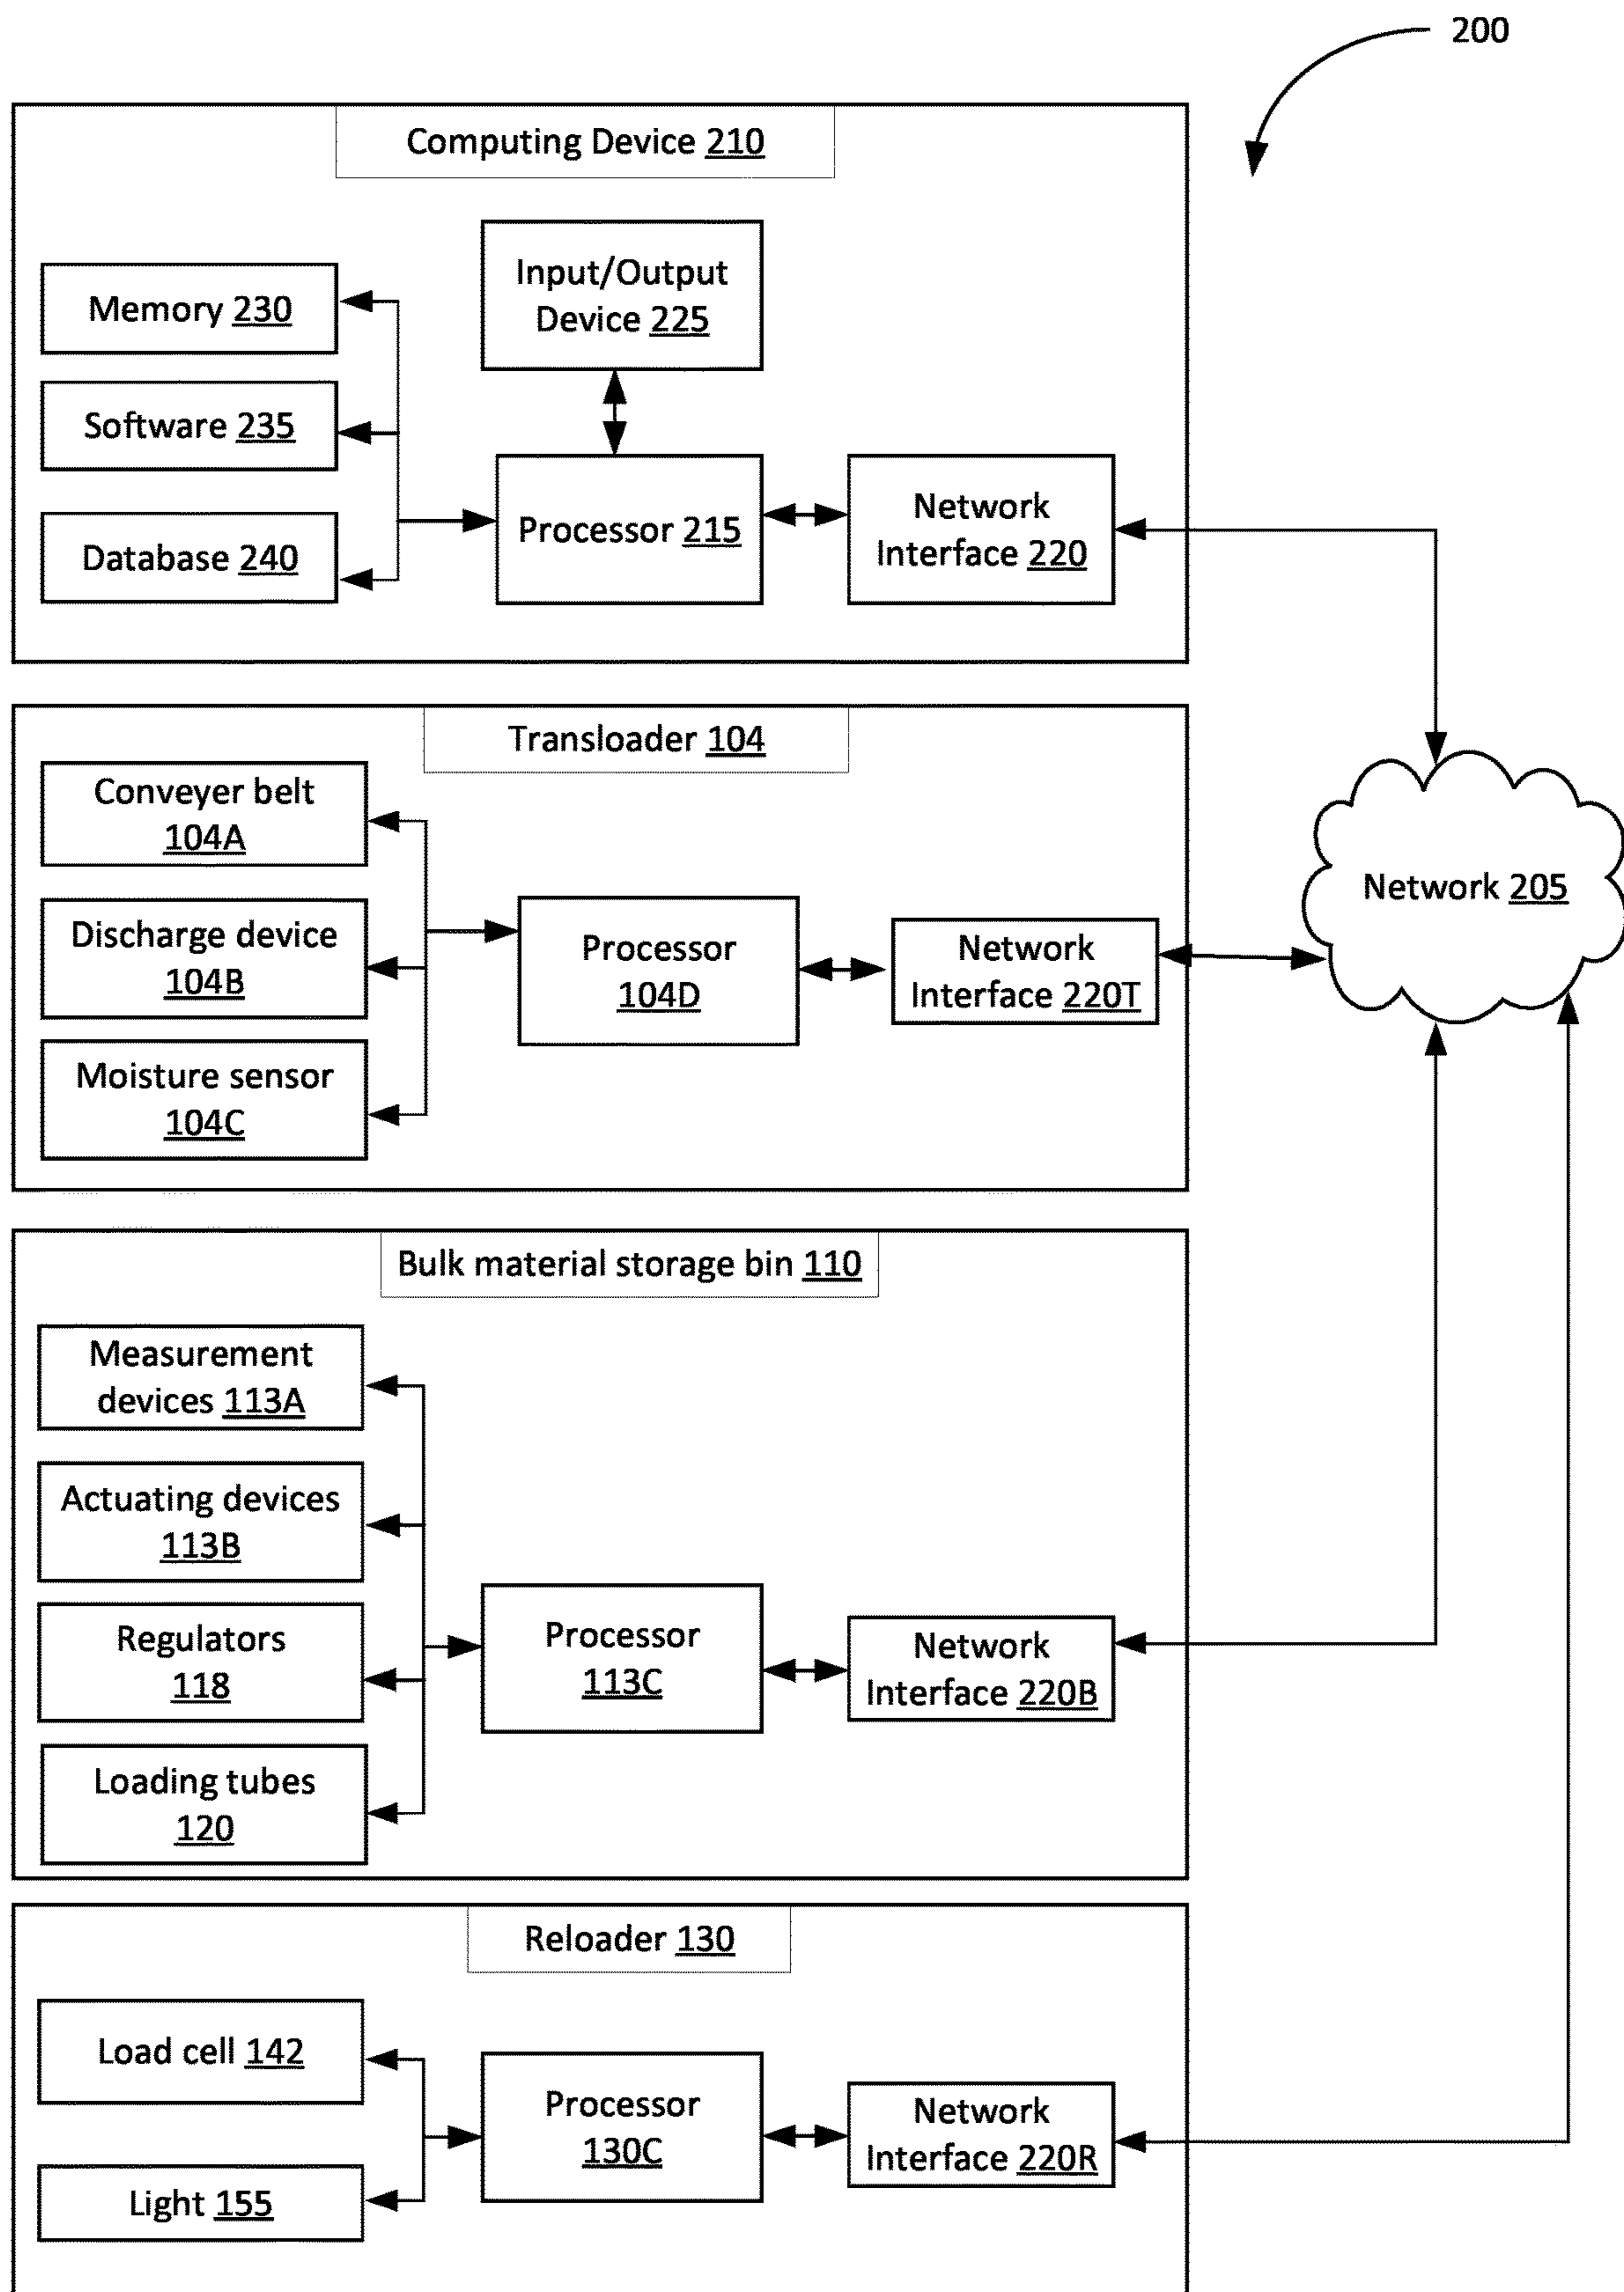 200
Computing Device 210
Input/Output
Device 225
Memory 230
Software 235
Database 240
Processor 215
Network
Interface 220
Transloader 104
Conveyer belt
104A
Discharge device
104B
Moisture sensor
104C
Processor
104D
Network
Interface 220T
Network 205
Bulk material storage bin 110
Measurement
devices 113A
Actuating devices
113B
Regulators
118
Loading tubes
120
Processor
113C
Network
Interface 220B
Reloader 130
Load cell 142
Light 155
Processor
130C
Network
Interface 220R